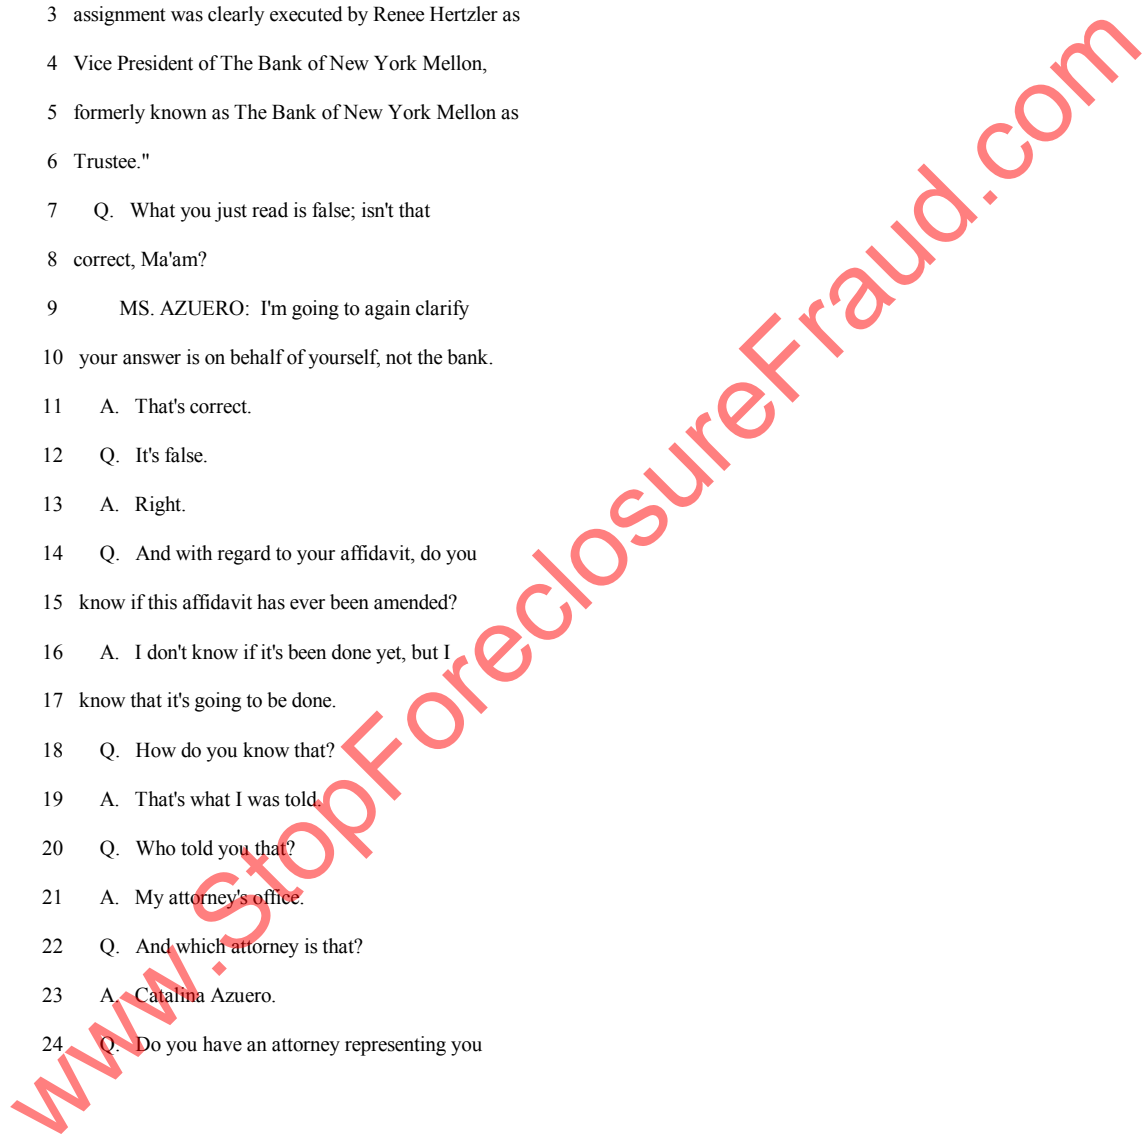 3 assignment was clearly executed by Renee Hertzler as
4 Vice President of The Bank of New York Mellon,
5 formerly known as The Bank of New York Mellon as
6 Trustee."
7 Q. What you just read is false; isn't that
8 correct, Ma'am?
9 MS. AZUERO: I'm going to again clarify
10 your answer is on behalf of yourself, not the bank.
11 A. That's correct.
12 Q. It's false.
13 A. Right.
14 Q. And with regard to your affidavit, do you
15 know if this affidavit has ever been amended?
16 A. I don't know if it's been done yet, but I
17 know that it's going to be done.
18 Q. How do you know that?
19 A. That's what I was told.
20 Q. Who told you that?
21 A. My attorney's office.
22 Q. And which attorney is that?
23 A. Catalina Azuero.
24 Q. Do you have an attorney representing you
www.StopForeclosureFraud.com